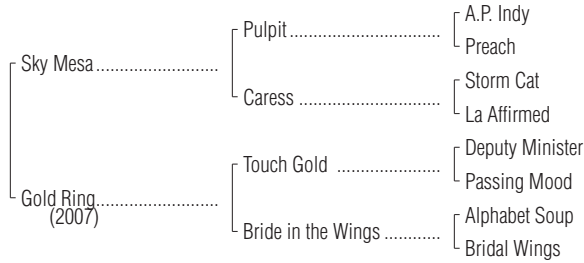 A.P. Indy
Pulpit
Preach
Sky Mesa
Storm Cat
Caress
La Affirmed
Deputy Minister
Touch Gold
Passing Mood
Gold Ring
(2007)
Alphabet Soup
Bride in the Wings
Bridal Wings